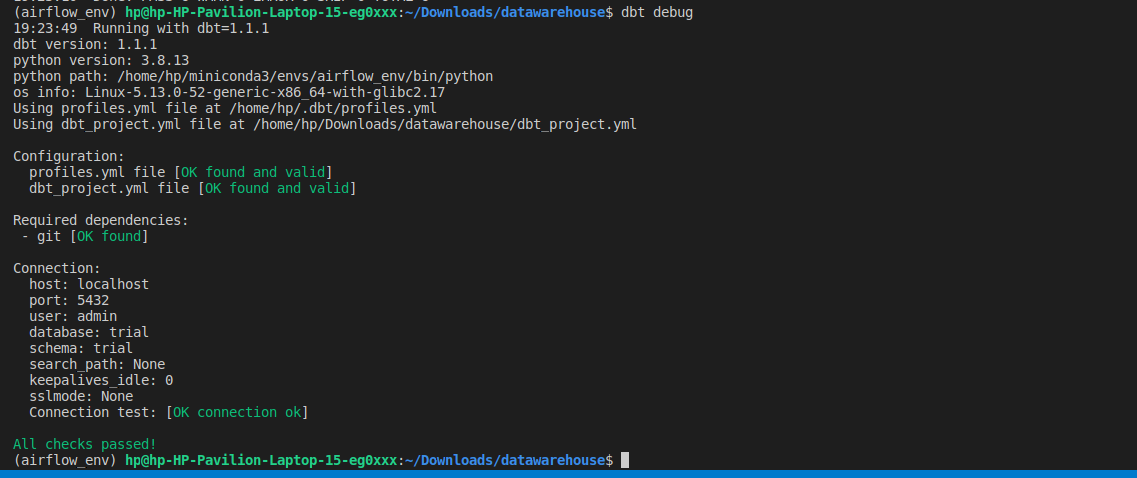 (airflow_env) hp@hp-HP-Pavilion-Laptop-15-eg0xxx:~/Downloads/datawarehouse$ dbt debug
19:23:49  Running with dbt=1.1.1
dbt version: 1.1.1
python version: 3.8.13
python path: /home/hp/miniconda3/envs/airflow_env/bin/python
os info: Linux-5.13.0-52-generic-x86_64-with-glibc2.17
Using profiles.yml file at /home/hp/.dbt/profiles.yml
Using dbt_project.yml file at /home/hp/Downloads/datawarehouse/dbt_project.yml

Configuration:
  profiles.yml file [OK found and valid]
  dbt_project.yml file [OK found and valid]

Required dependencies:
 - git [OK found]

Connection:
  host: localhost
  port: 5432
  user: admin
  database: trial
  schema: trial
  search_path: None
  keepalives_idle: 0
  sslmode: None
  Connection test: [OK connection ok]

All checks passed!
(airflow_env) hp@hp-HP-Pavilion-Laptop-15-eg0xxx:~/Downloads/datawarehouse$